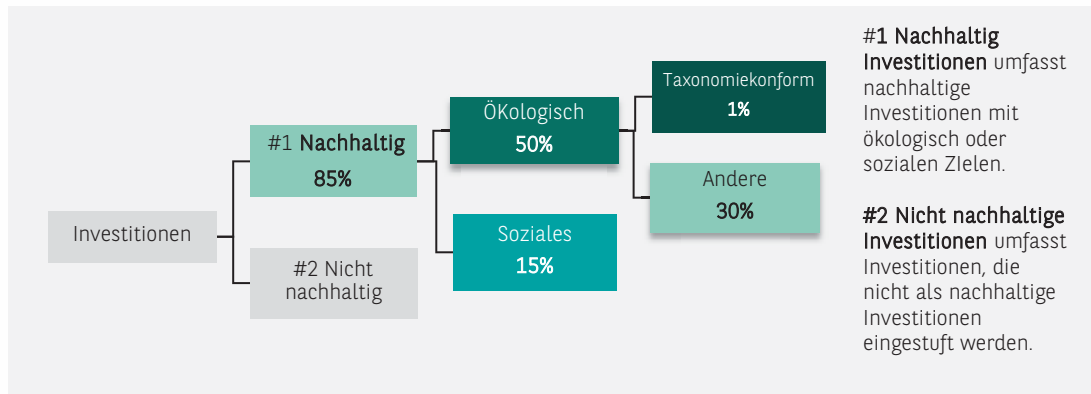 Investitionen
#1 Nachhaltig
85%
#2 Nicht
nachhaltig
ÖKologisch
50%
Soziales
15%
Taxonomiekonform
1%
Andere
30%
#1 Nachhaltig
Investitionen umfasst
nachhaltige
Investitionen mit
ökologisch oder
sozialen ZIelen.
#2 Nicht nachhaltige
Investitionen umfasst
Investitionen, die
nicht als nachhaltige
Investitionen
eingestuft werden.